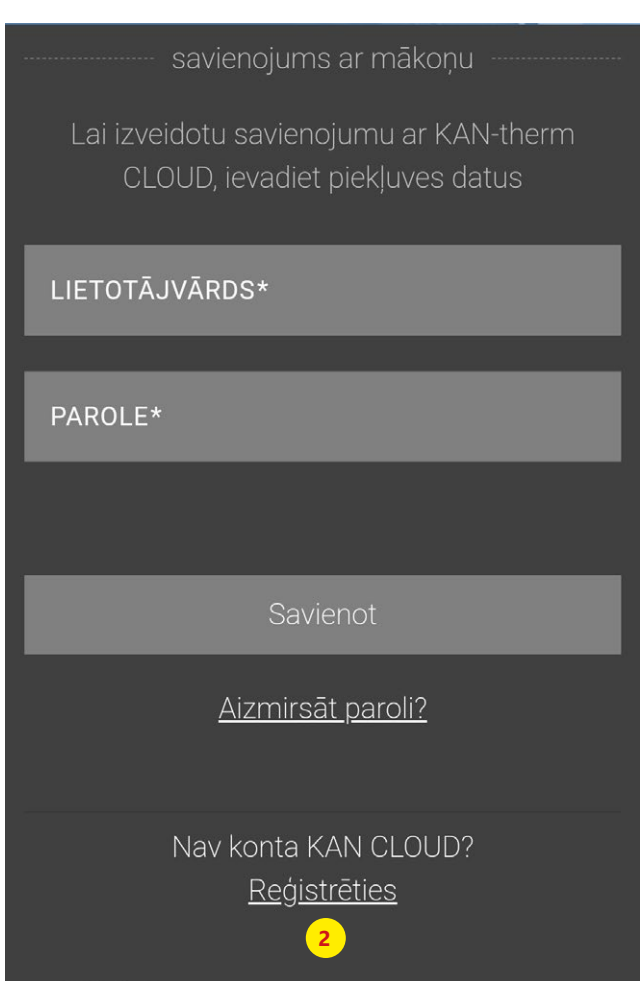 savienojums ar mākoņu
Lai izveidotu savienojumu ar KAN-therm
CLOUD, ievadiet piekļuves datus
LIETOTĀJVĀRDS*
PAROLE*
Savienot
Aizmirsāt paroli?
Nav konta KAN CLOUD?
Reģistrēties
2